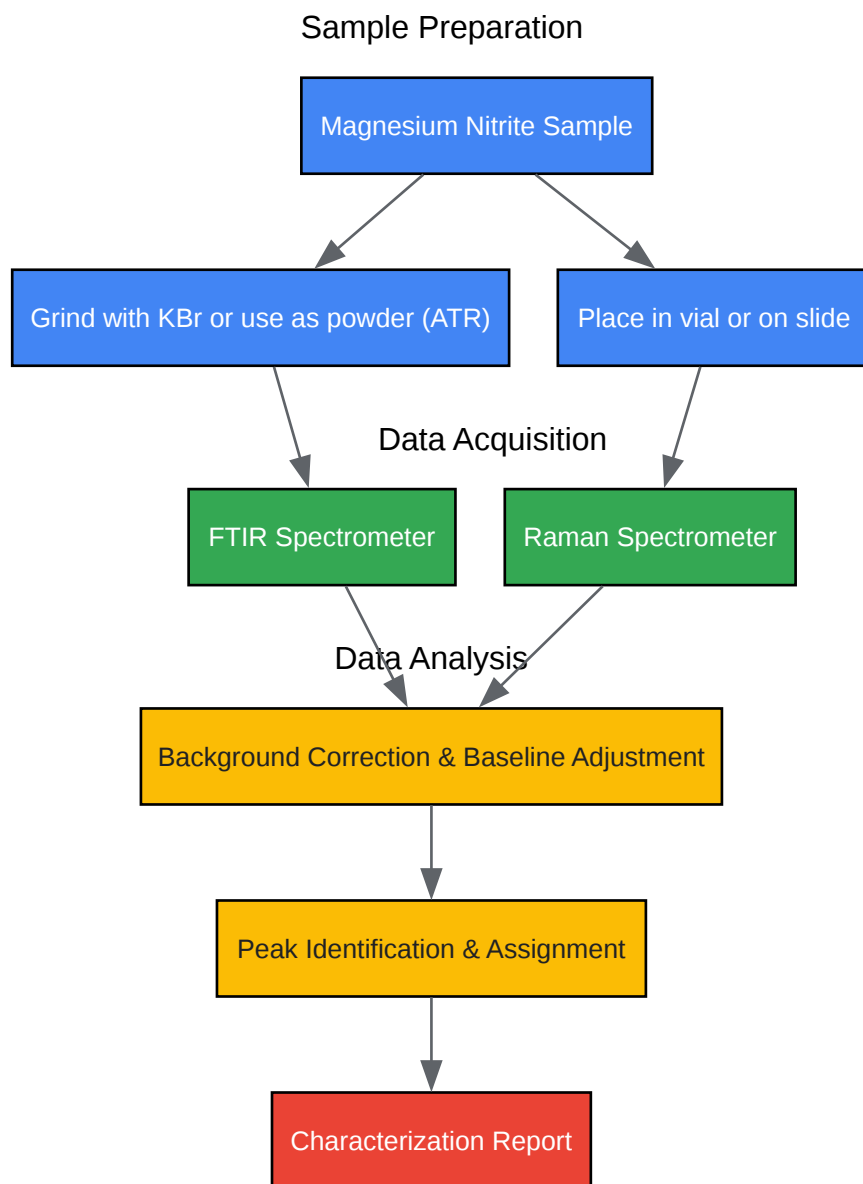 Sample Preparation
Magnesium Nitrite Sample
Grind with KBr or use as powder (ATR)
Place in vial or on slide
Data Acquisition
FTIR Spectrometer
Raman Spectrometer
Data Analysis
Background Correction & Baseline Adjustment
Peak Identification & Assignment
Characterization Report